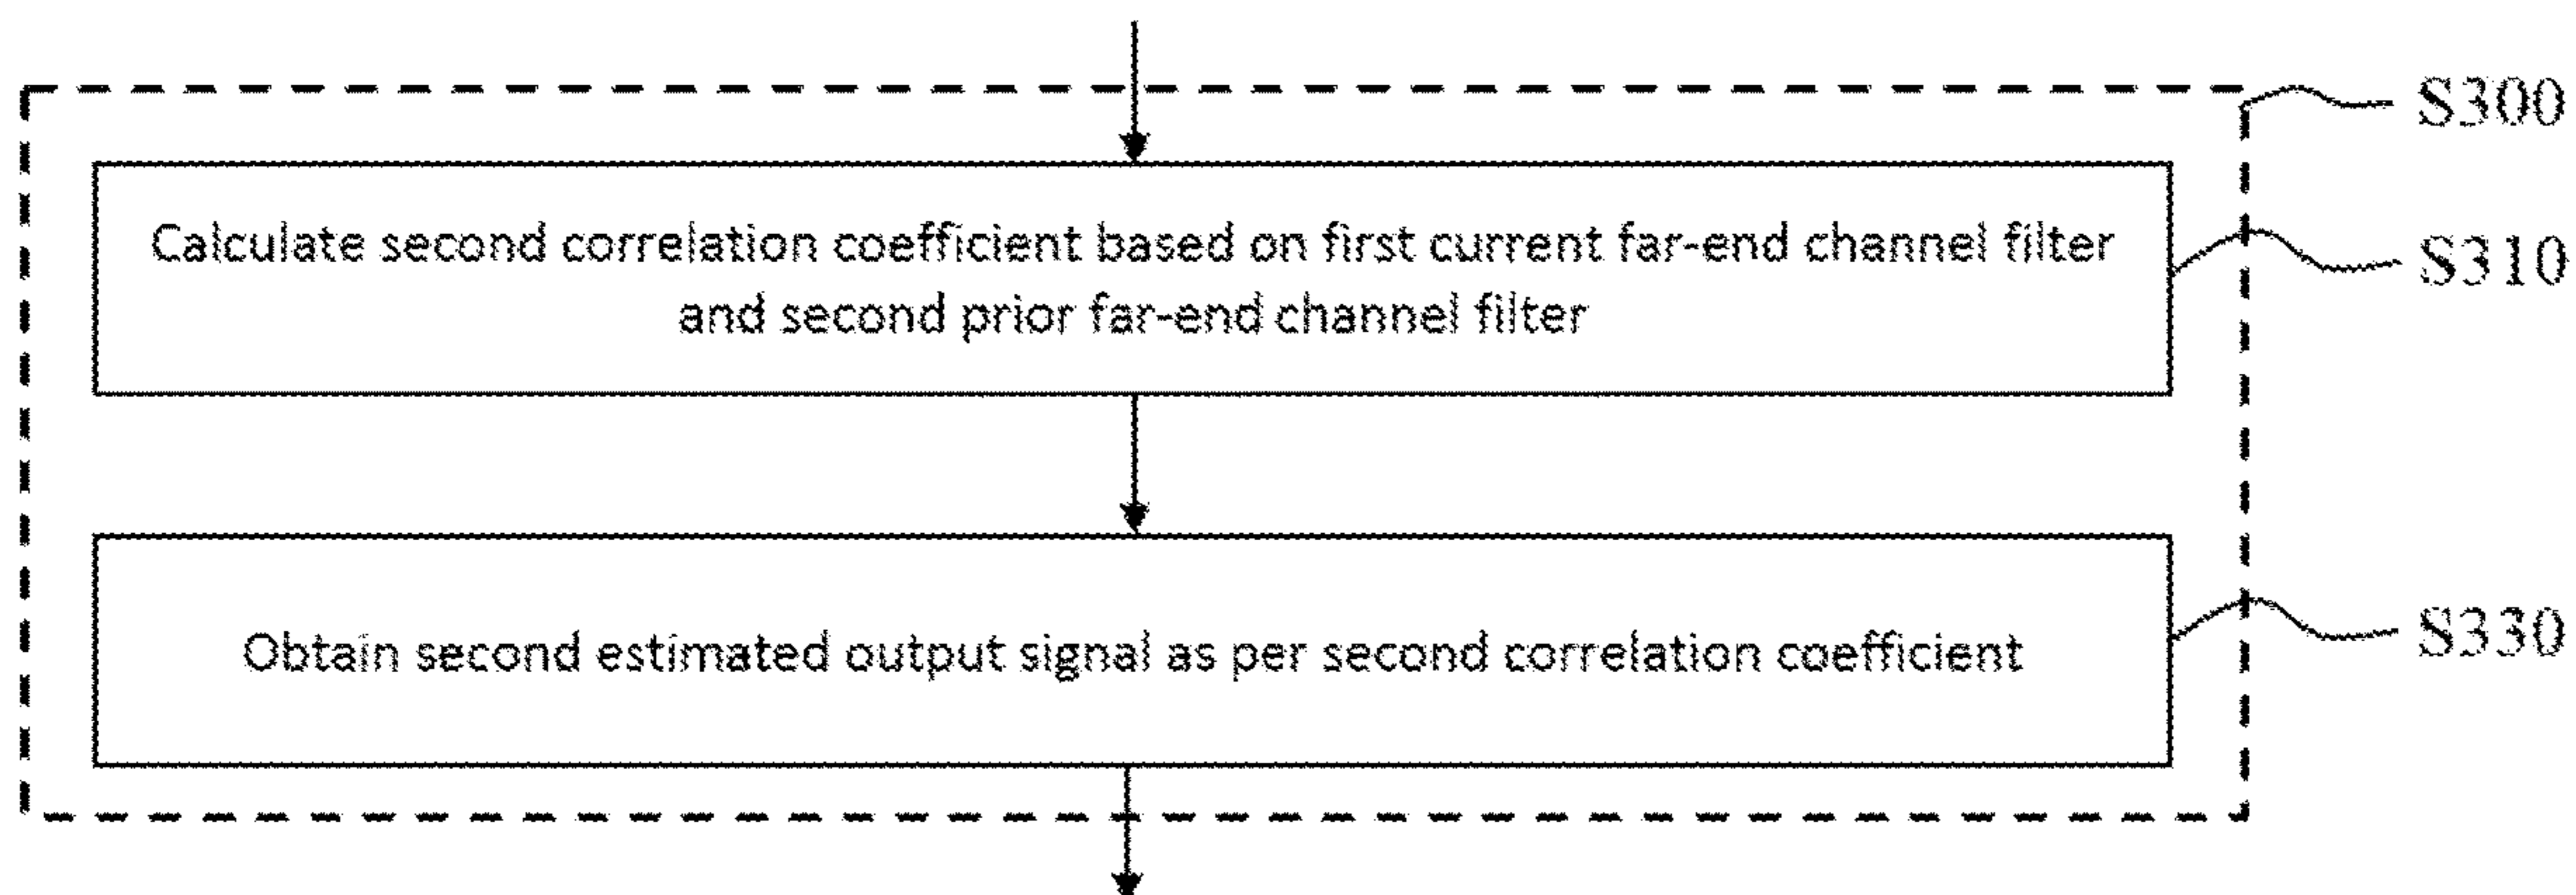 S300
Calculate second correlation coefficient based on first current far-end channel filter
and second prior far-end channel filter
S310
Obtain second estimated output signal as per second correlation coefficient
S330